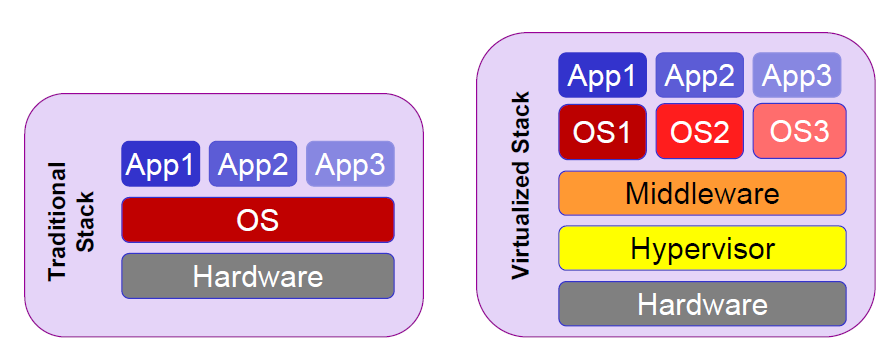 Traditional
Stack
App1 App2 App3
OS
Hardware
Virtualized Stack
App1 App2 App3
OS1 OS2 OS3
Middleware
Hypervisor
Hardware